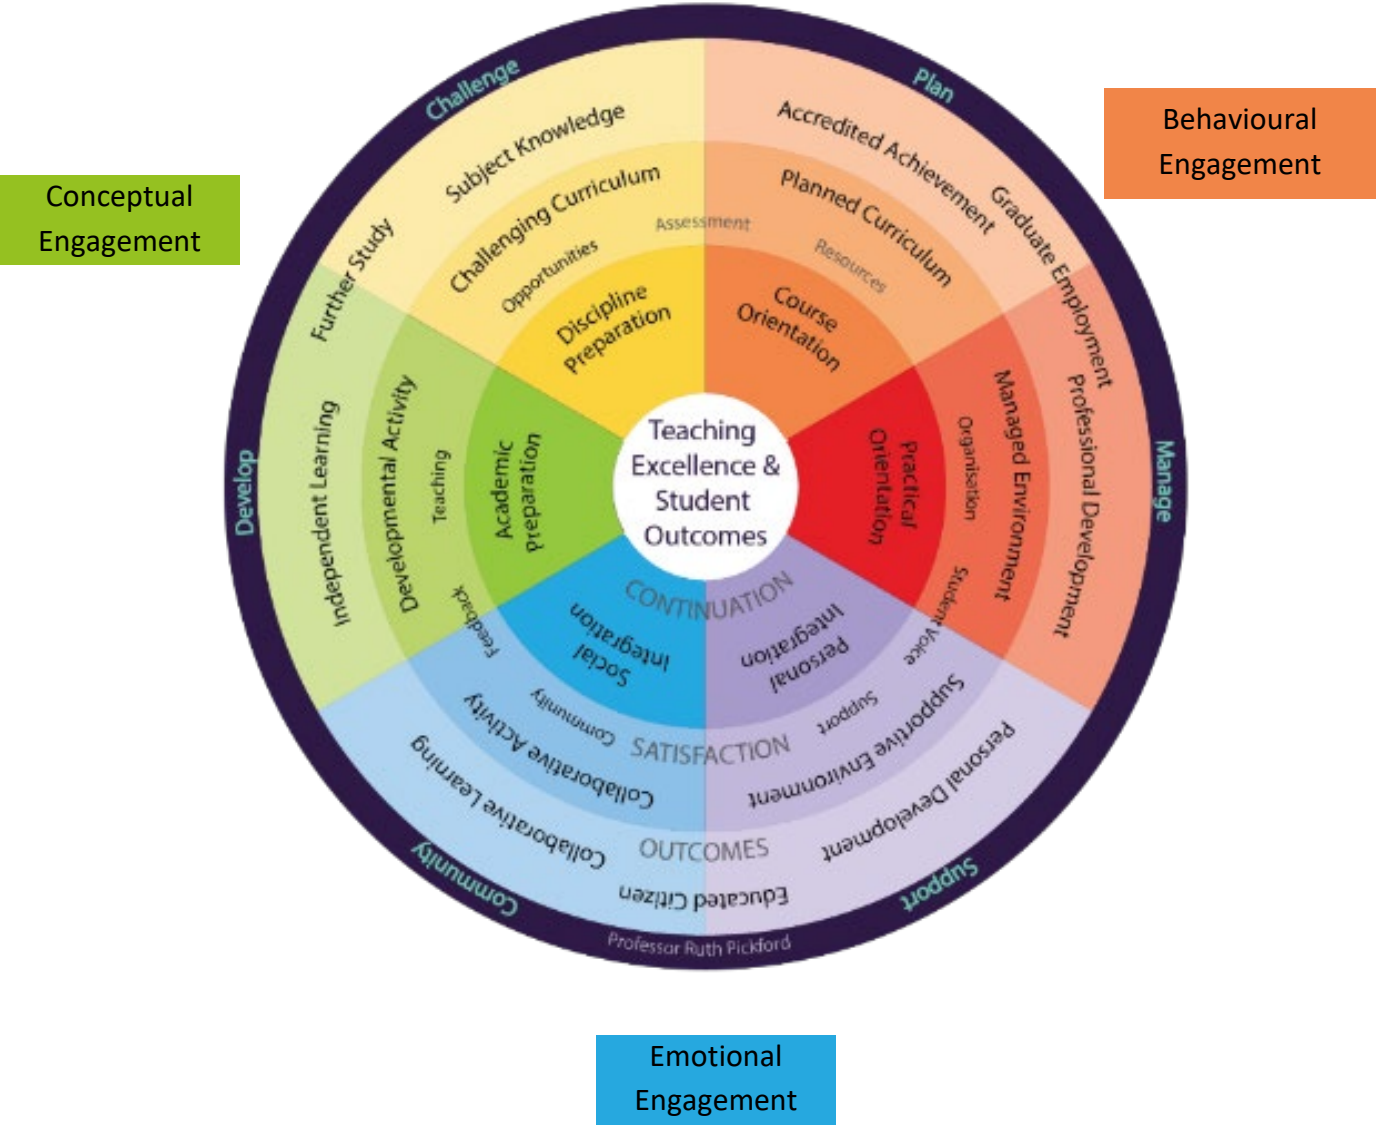 Challenge
Plan
Manage
Support
Community
Develop
Behavioural
Engagement
Conceptual
Engagement
Emotional
Engagement
Subject Knowledge
Accredited Achievement
Graduate Employment
Professional Development
Personal Development
Educated Citizen
Collaborative Learning
Independent Learning
Further Study
Challenging Curriculum
Planned Curriculum
Managed Environment
Supportive Environment
Collaborative Activity
Developmental Activity
Assessment
Resources
Organisation
Student Voice
Support
Community
Feedback
Teaching
Opportunities
Discipline
Preparation
Course
Orientation
Practical
Orientation
Personal
Integration
Social
Integration
Academic
Preparation
Teaching
Excellence &
Student
Outcomes
CONTINUATION
SATISFACTION
OUTCOMES
Professor Ruth Pickford